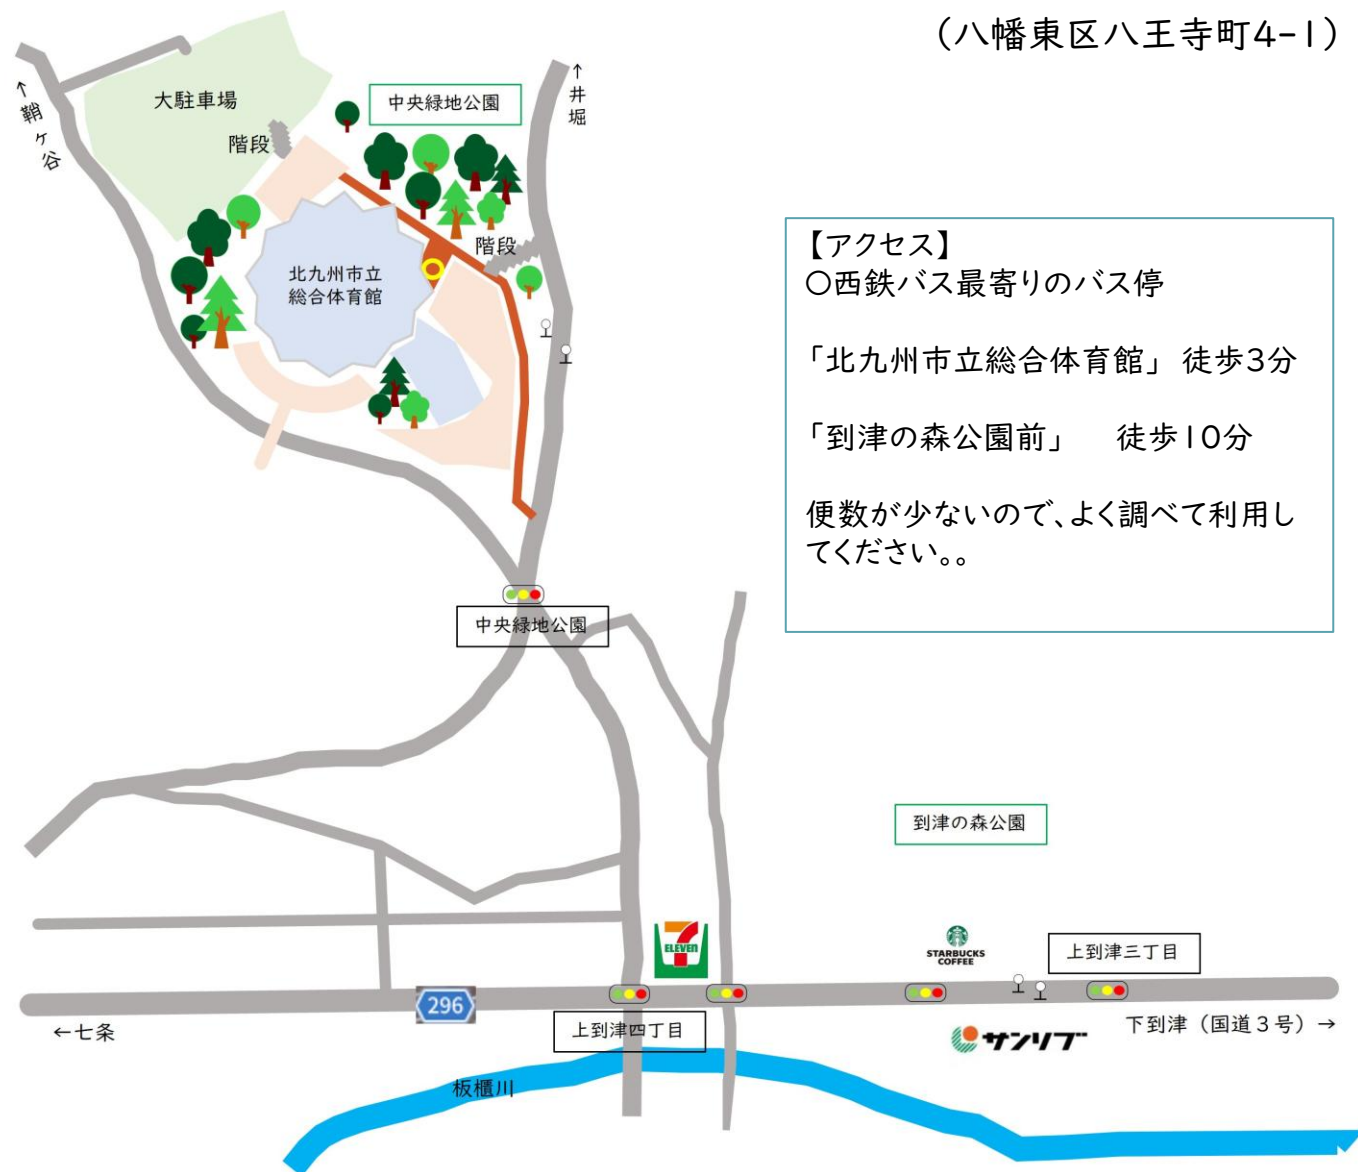 (八幡東区八王寺町4-1)
↑鞘ヶ谷
大駐車場
階段
中央緑地公園
↑井堀
階段
北九州市立
総合体育館
【アクセス】
○西鉄バス最寄りのバス停
「北九州市立総合体育館」 徒歩3分
「到津の森公園前」 徒歩10分
便数が少ないので、よく調べて利用し
てください。。
中央緑地公園
到津の森公園
7
ELEVEn
STARBUCKS
COFFEE
上到津三丁目
296
←七条
上到津四丁目
サンリブ
下到津(国道3号)→
板櫃川